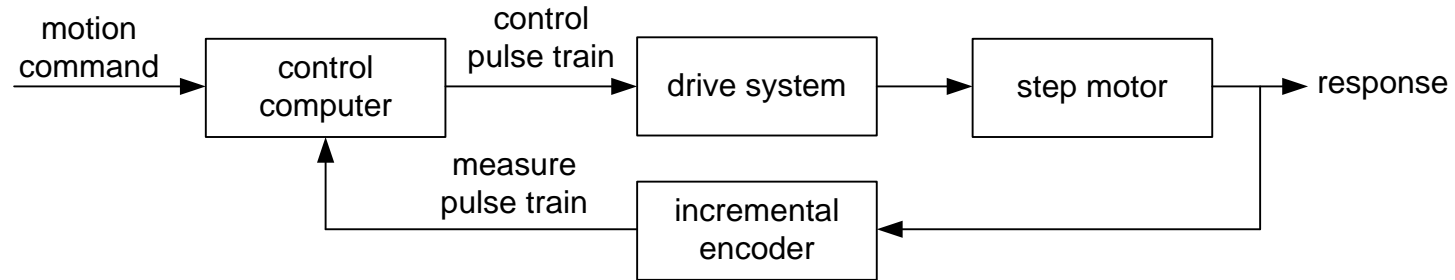 motion
command
control
computer
control
pulse train
drive system
step motor
response
measure
pulse train
incremental
encoder